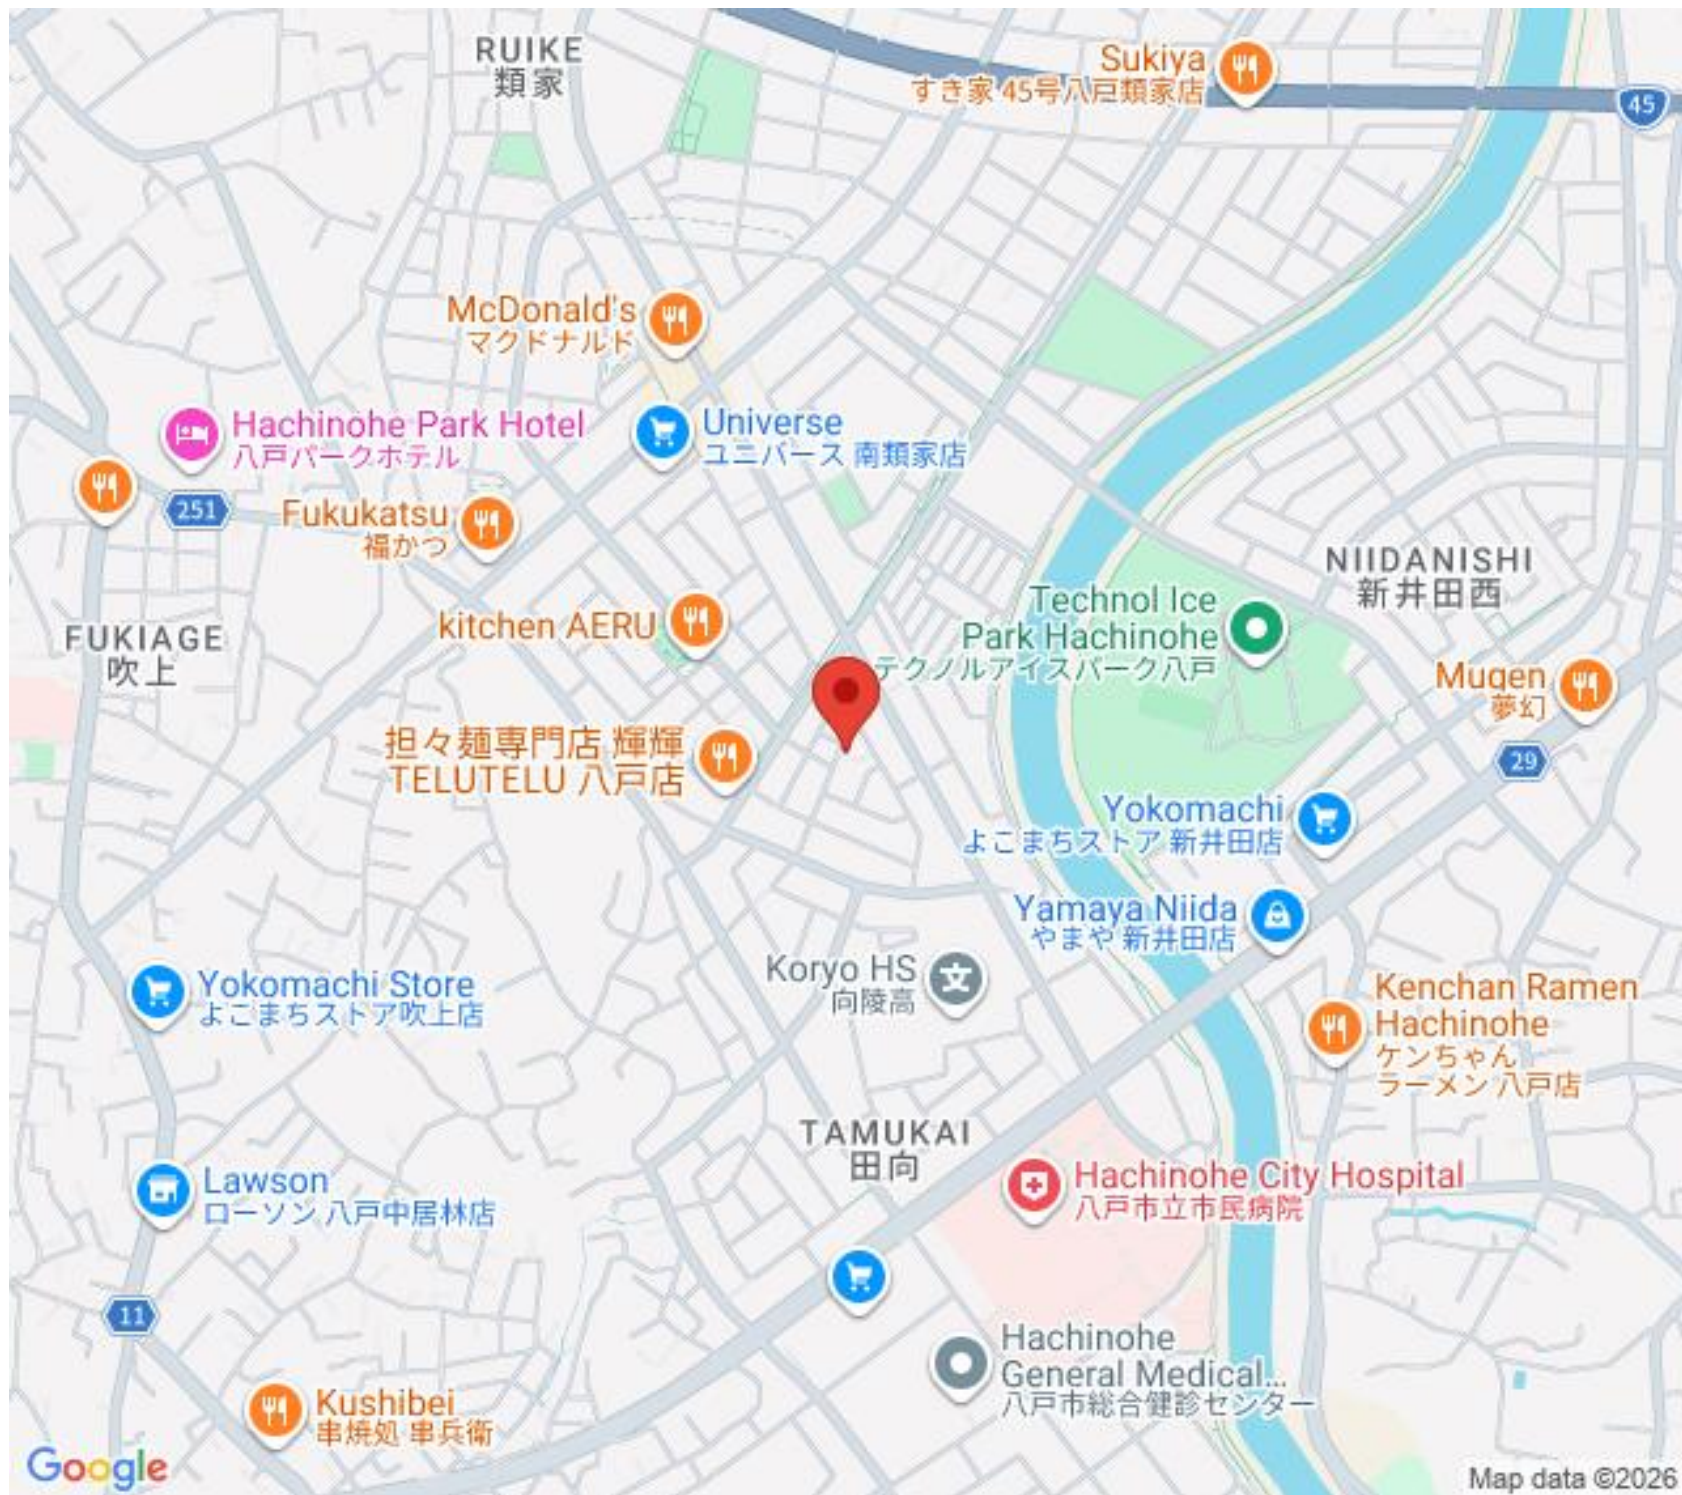 RUIKE
類家
Sukiya
すき家 45号八戸類家店
45
McDonald's
マクドナルド
Hachinohe Park Hotel
八戸パークホテル
Universe
ユニバース 南類家店
251
Fukukatsu
福かつ
NIIDANISHI
新井田西
Technol Ice
Park Hachinohe
テクノルアイスパーク八戸
kitchen AERU
FUKIAGE
吹上
Mugen
夢幻
担々麺専門店 輝輝
TELUTELU 八戸店
29
Yokomachi
よこまちストア 新井田店
Yamaya Niida
やまや 新井田店
Koryo HS
向陵高
Yokomachi Store
よこまちストア吹上店
Kenchan Ramen
Hachinohe
ケンちゃん
ラーメン 八戸店
TAMUKAI
田向
Hachinohe City Hospital
八戸市立市民病院
Lawson
ローソン 八戸中居林店
11
Hachinohe
General Medical...
八戸市総合健診センター
Kushibei
串焼処 串兵衛
Google
Map data ©2026